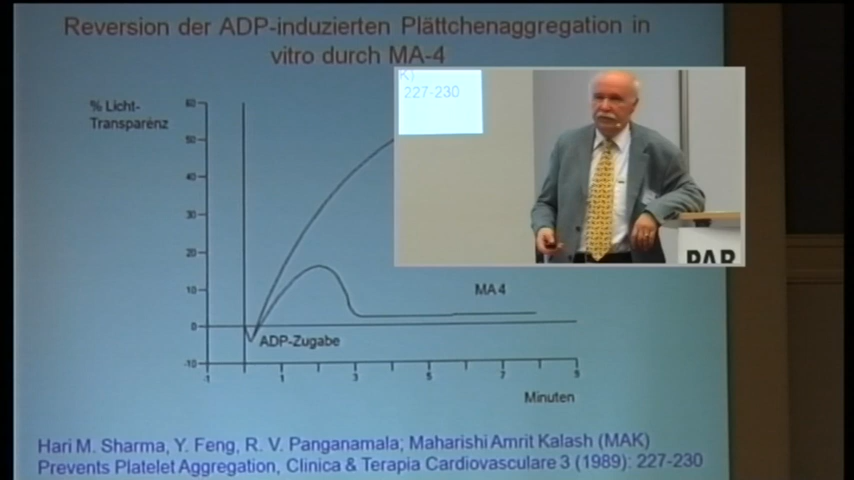 Reversion der ADP-induzierten Plättchenaggregation in
vitro durch MA-4
% Licht-
Transparenz
60
50
40
30
20
10
0
-10
-1
1
3
5
7
9
Minuten
ADP-Zugabe
MA4
K)
227-230
PAR
Hari M. Sharma, Y. Feng, R. V. Panganamala; Maharishi Amrit Kalash (MAK)
Prevents Platelet Aggregation, Clinica & Terapia Cardiovasculare 3 (1989): 227-230